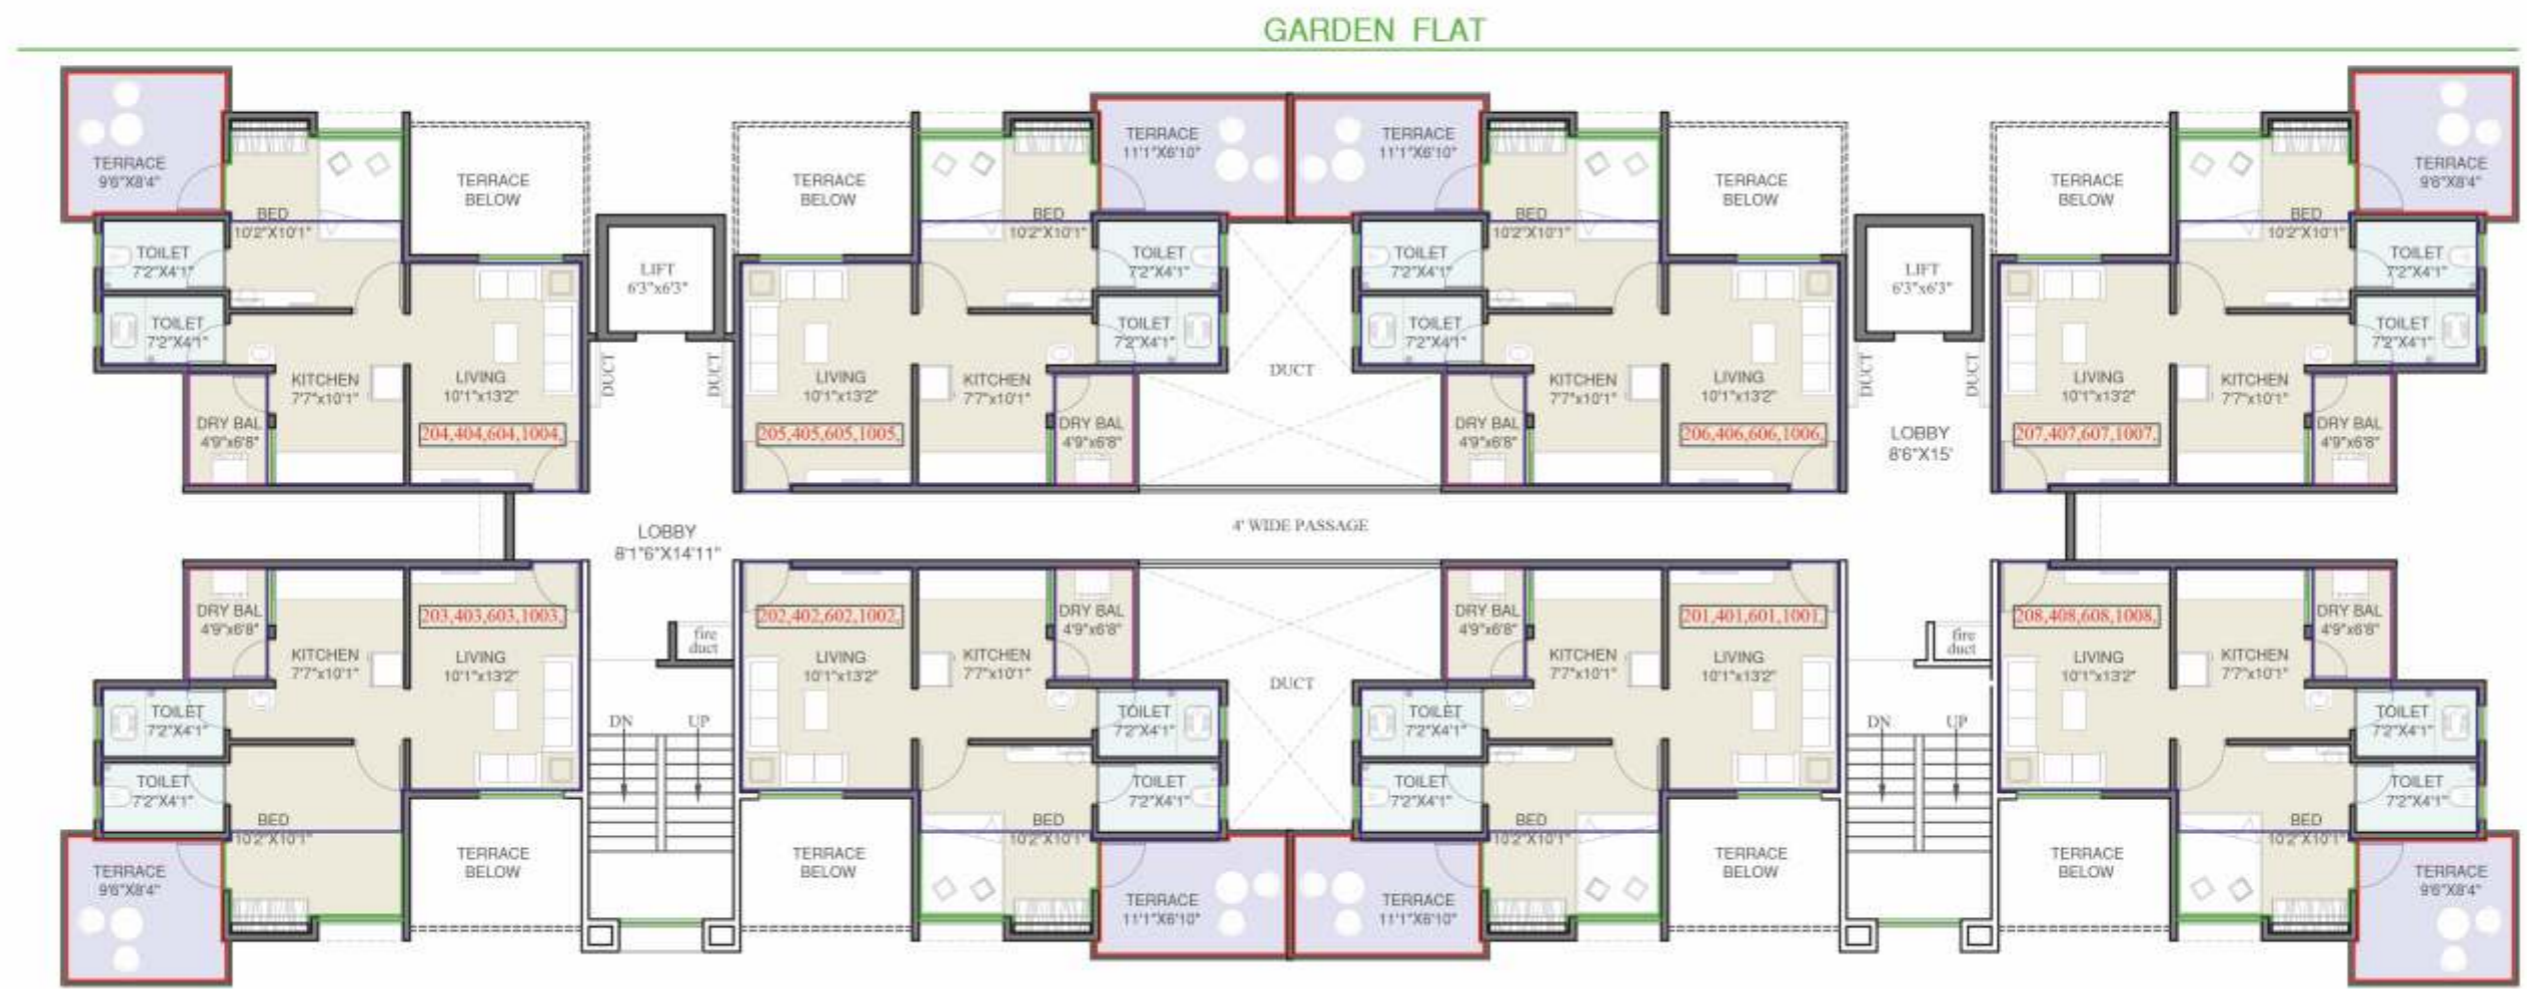 GARDEN FLAT
TERRACE
9'6"X8'4"
TERRACE
BELOW
TERRACE
BELOW
TERRACE
11'1"X6'10"
TERRACE
11'1"X6'10"
TERRACE
BELOW
TERRACE
BELOW
TERRACE
9'6"X8'4"
BED
10'2"X10'1"
BED
10'2"X10'1"
BED
10'2"X10'1"
BED
10'2"X10'1"
TOILET
7'2"X4'1"
LIFT
6'3"x6'3"
TOILET
7'2"X4'1"
TOILET
7'2"X4'1"
LIFT
6'3"x6'3"
TOILET
7'2"X4'1"
TOILET
7'2"X4'1"
TOILET
7'2"X4'1"
TOILET
7'2"X4'1"
TOILET
7'2"X4'1"
KITCHEN
7'7"x10'1"
LIVING
10'1"x13'2"
DUCT
DUCT
LIVING
10'1"x13'2"
KITCHEN
7'7"x10'1"
DUCT
KITCHEN
7'7"x10'1"
LIVING
10'1"x13'2"
DUCT
DUCT
LIVING
10'1"x13'2"
KITCHEN
7'7"x10'1"
DRY BAL
4'9"x6'8"
204,404,604,1004,
205,405,605,1005,
DRY BAL
4'9"x6'8"
DRY BAL
4'9"x6'8"
206,406,606,1006,
LOBBY
8'6"X15'
207,407,607,1007,
DRY BAL
4'9"x6'8"
LOBBY
8'1"6"X14'11"
4' WIDE PASSAGE
DRY BAL
4'9"x6'8"
203,403,603,1003,
fire
duct
202,402,602,1002,
DRY BAL
4'9"x6'8"
DRY BAL
4'9"x6'8"
201,401,601,1001,
fire
duct
208,408,608,1008,
DRY BAL
4'9"x6'8"
KITCHEN
7'7"x10'1"
LIVING
10'1"x13'2"
LIVING
10'1"x13'2"
KITCHEN
7'7"x10'1"
DUCT
KITCHEN
7'7"x10'1"
LIVING
10'1"x13'2"
LIVING
10'1"x13'2"
KITCHEN
7'7"x10'1"
TOILET
7'2"X4'1"
DN
UP
TOILET
7'2"X4'1"
TOILET
7'2"X4'1"
DN
UP
TOILET
7'2"X4'1"
TOILET
7'2"X4'1"
TOILET
7'2"X4'1"
TOILET
7'2"X4'1"
TOILET
7'2"X4'1"
BED
10'2"X10'1"
BED
10'2"X10'1"
BED
10'2"X10'1"
BED
10'2"X10'1"
TERRACE
9'6"X8'4"
TERRACE
BELOW
TERRACE
BELOW
TERRACE
11'1"X6'10"
TERRACE
11'1"X6'10"
TERRACE
BELOW
TERRACE
BELOW
TERRACE
9'6"X8'4"